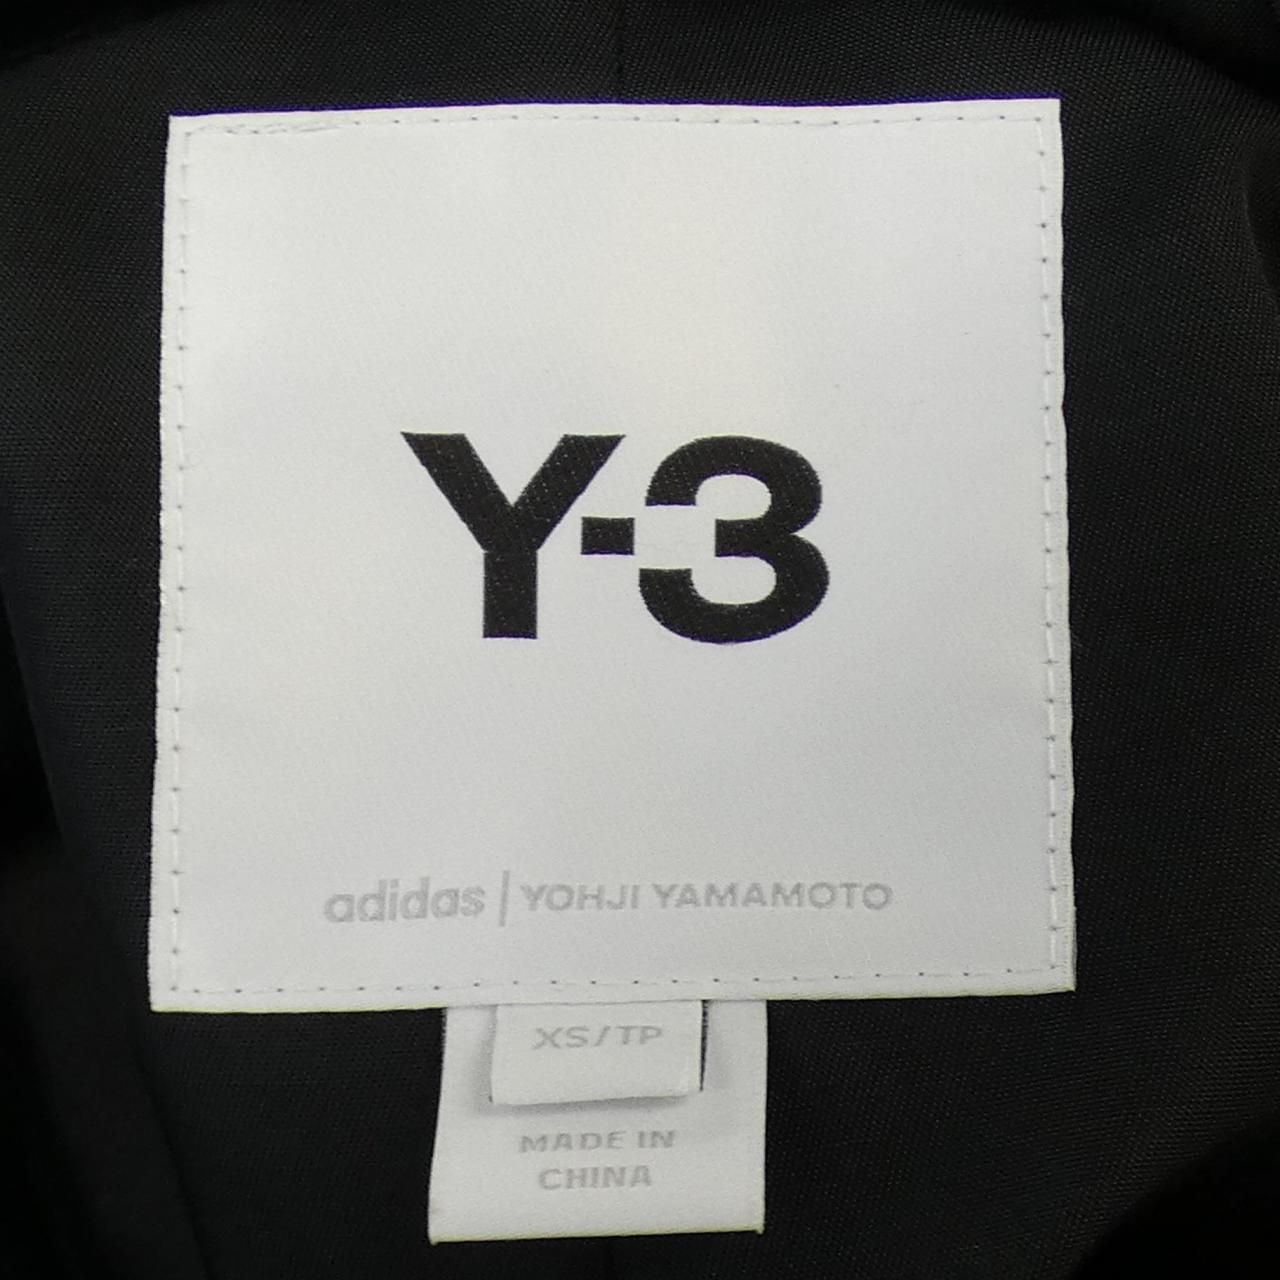 Y-3
adidas | YOHJI YAMAMOTO
XS/TP
MADE IN
CHINA